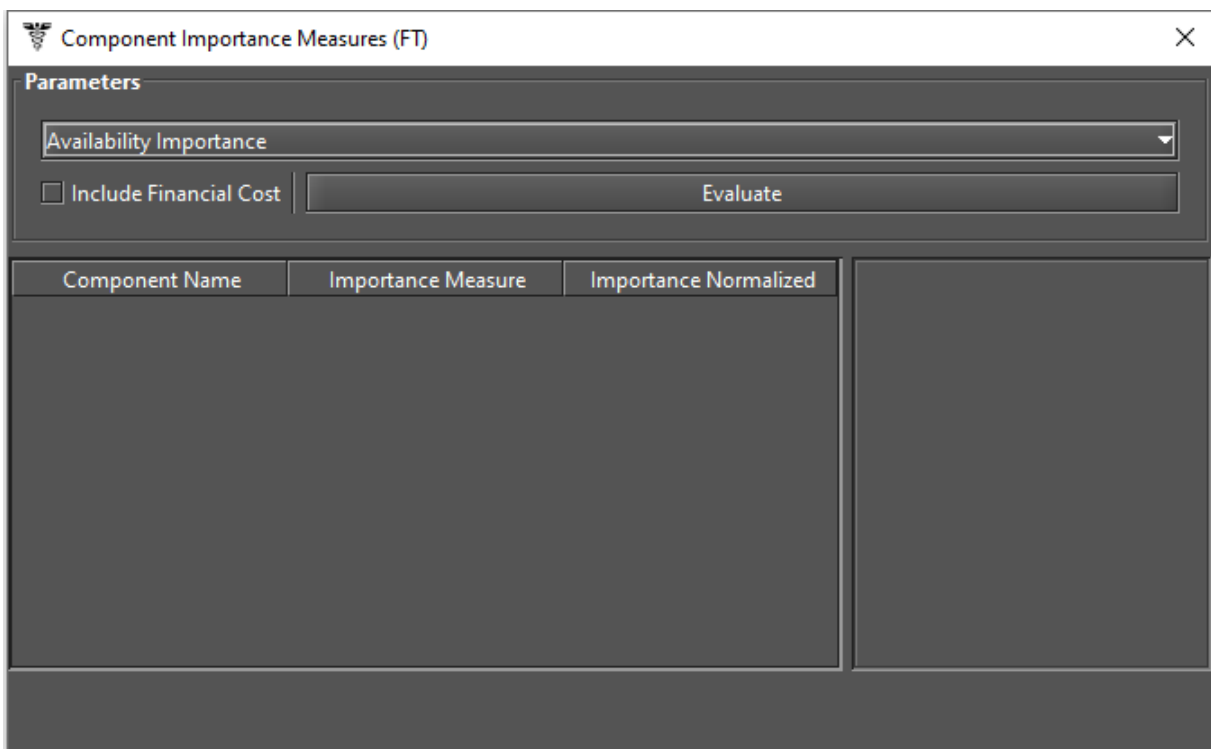 Component Importance Measures (FT)
Parameters
Availability Importance
Include Financial Cost Evaluate
Component Name Importance Measure Importance Normalized